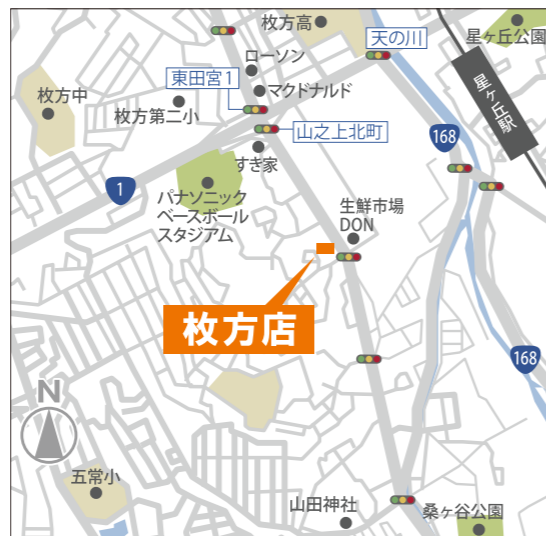 枚方高
星ヶ丘公園
天の川
ローソン
東田宮1
マクドナルド
枚方中
枚方第二小
山之上北町
星ヶ丘駅
168
すき家
1
パナソニック
ベースボール
スタジアム
生鮮市場
DON
枚方店
168
N
五常小
山田神社
桑ヶ谷公園